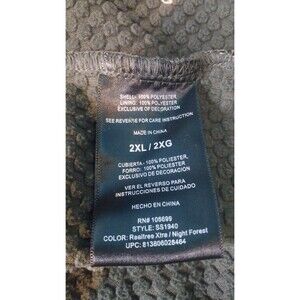 SHELL: 100% POLYESTER,
LINING: 100% POLYESTER,
EXCLUSIVE OF DECORATION
SEE REVERSE FOR CARE INSTRUCTION
MADE IN CHINA
2XL / 2XG
CUBIERTA: 100% POLIESTER,
FORRO: 100% POLIESTER,
EXCLUSIVO DE DECORACION
VER EL REVERSO PARA
INSTRUCCIONES DE CUIDADO
HECHO EN CHINA
RN# 106699
STYLE: SS1940
COLOR: Realtree Xtra / Night Forest
UPC: 813806026464